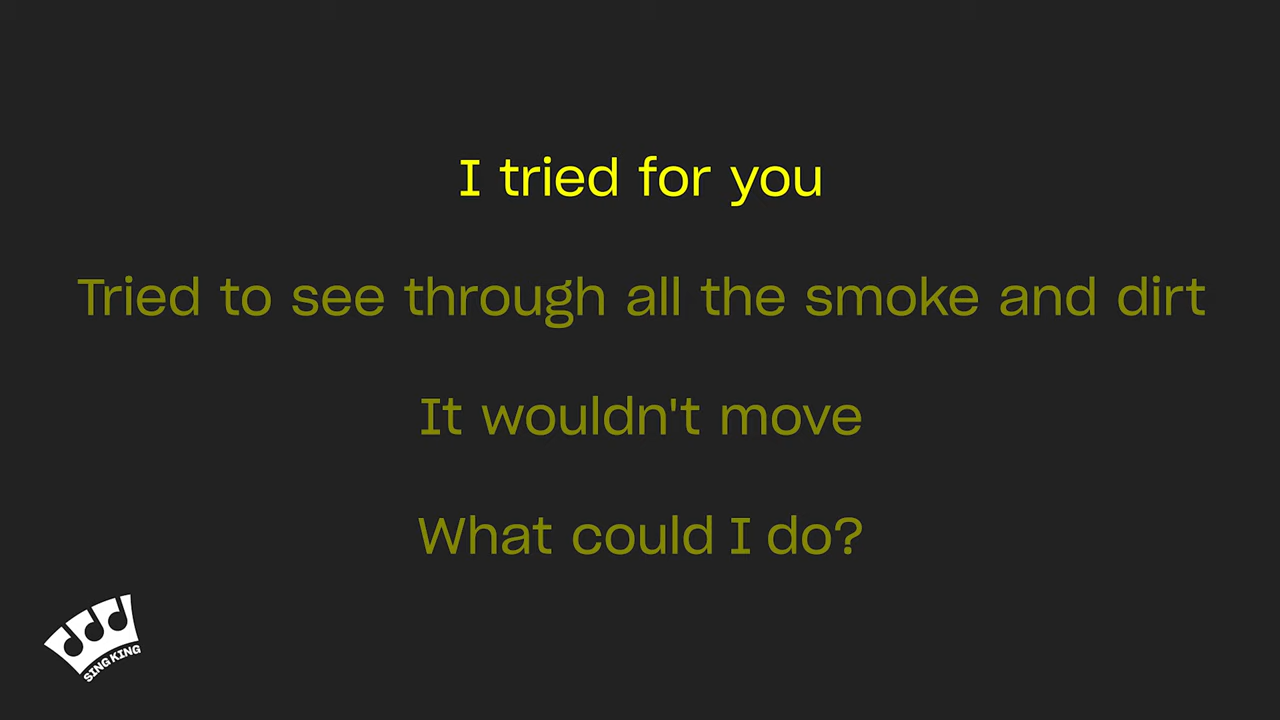 I tried for you
Tried to see through all the smoke and dirt
It wouldn't move
What could I do?
SING KING